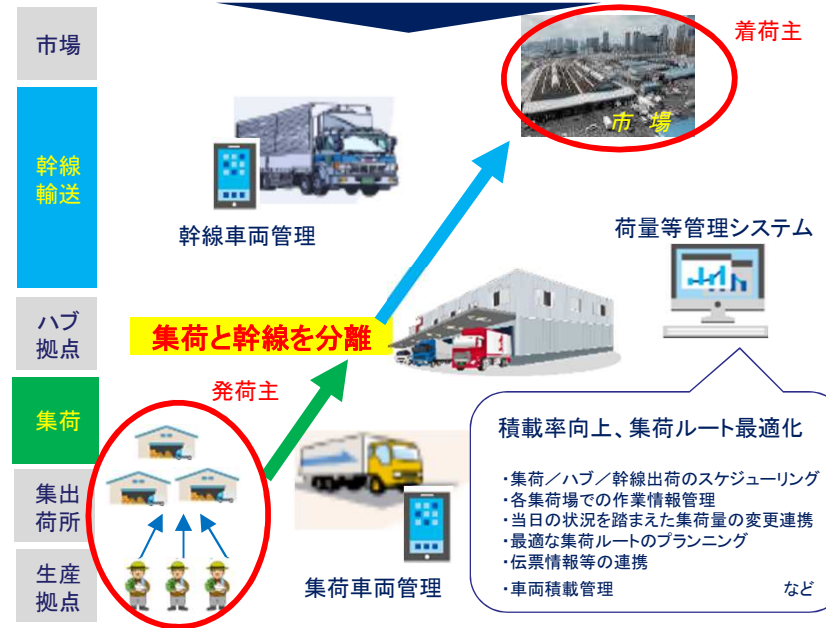 市場
着荷主
市 場
幹線
輸送
幹線車両管理
荷量等管理システム
ハブ
拠点
集荷と幹線を分離
発荷主
集荷
積載率向上、集荷ルート最適化
・集荷／ハブ／幹線出荷のスケジューリング
・各集荷場での作業情報管理
・当日の状況を踏まえた集荷量の変更連携
・最適な集荷ルートのプランニング
・伝票情報等の連携
・車両積載管理 など
集出
荷所
生産
拠点
集荷車両管理